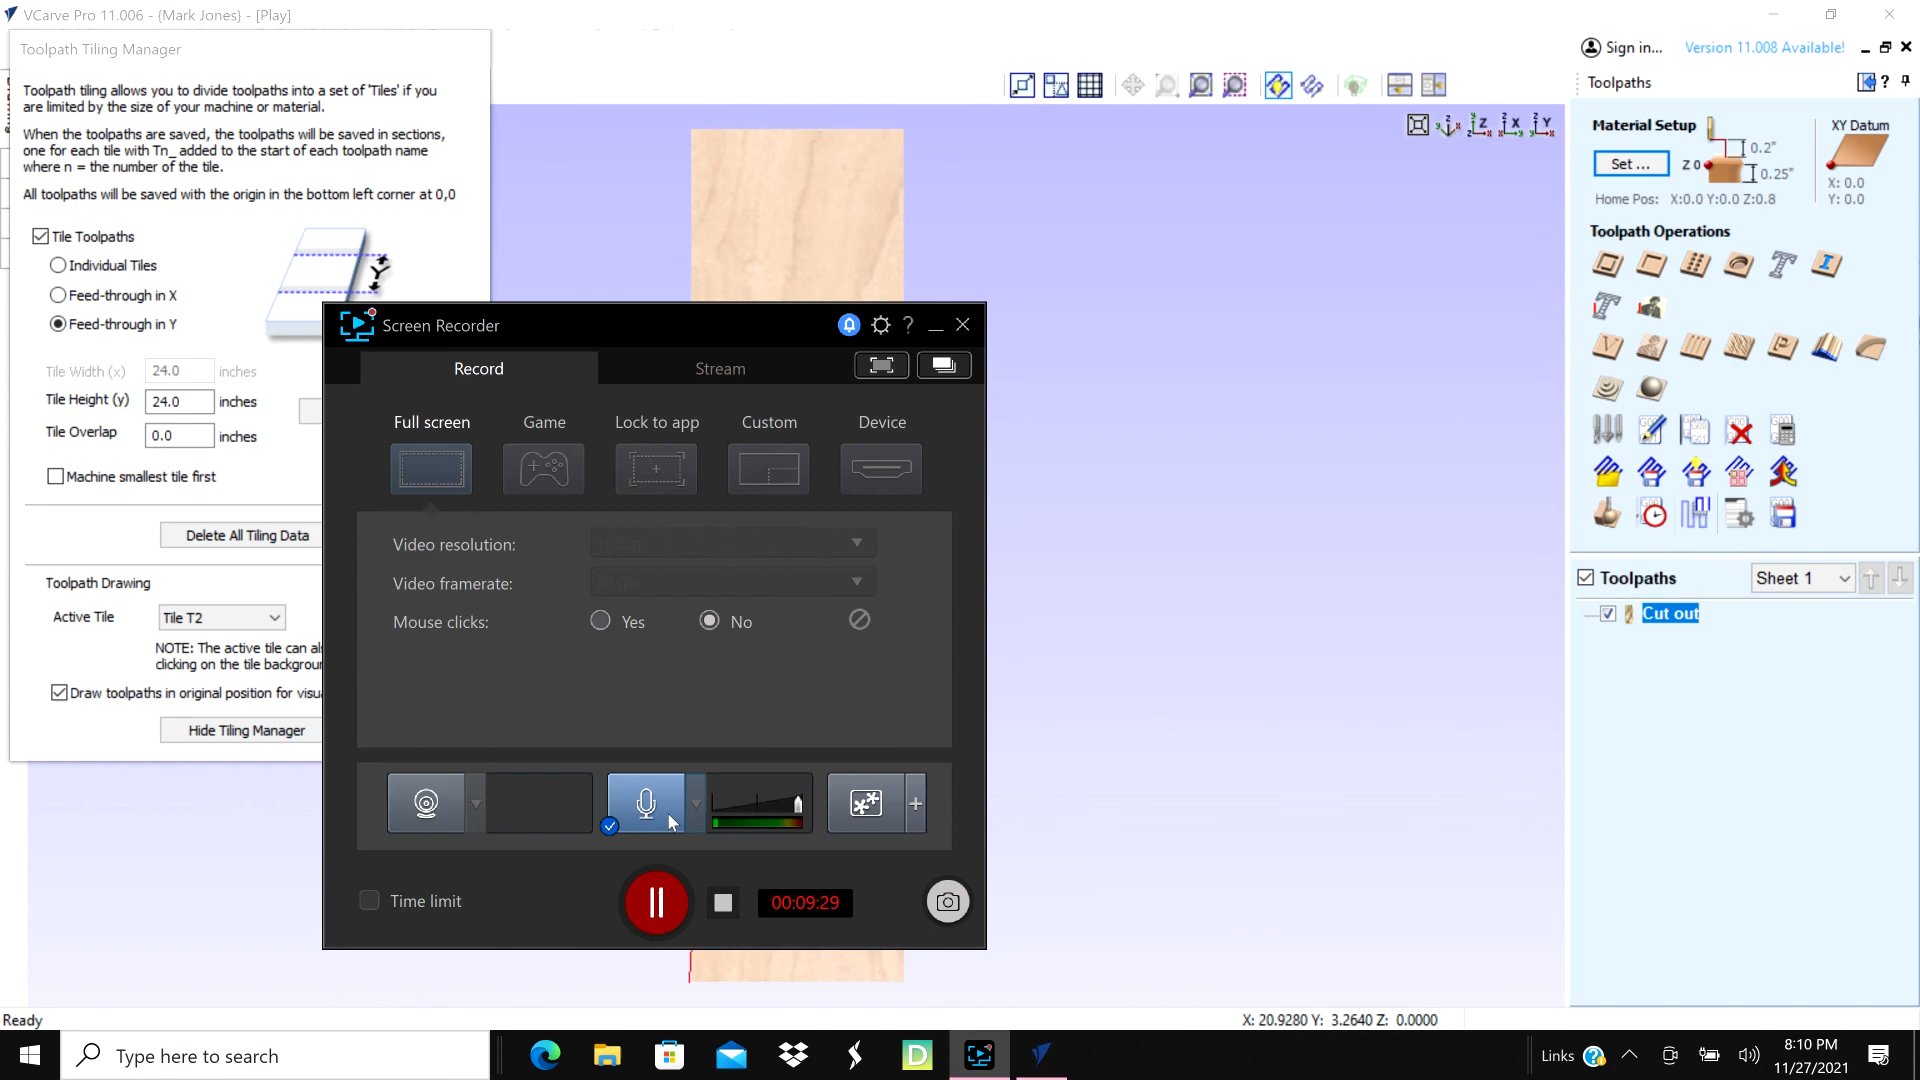 VCarve Pro 11.006 - {Mark Jones} - [Play]
Toolpath Tiling Manager
Toolpath tiling allows you to divide toolpaths into a set of 'Tiles' if you
are limited by the size of your machine or material.
When the toolpaths are saved, the toolpaths will be saved in sections,
one for each tile with Tn_ added to the start of each toolpath name
where n = the number of the tile.
All toolpaths will be saved with the origin in the bottom left corner at 0,0
Tile Toolpaths
Individual Tiles
Feed-through in X
Feed-through in Y
Y
Tile Width (x) 24.0 inches
Tile Height (y) 24.0 inches
Tile Overlap 0.0 inches
Machine smallest tile first
Delete All Tiling Data
Toolpath Drawing
Active Tile Tile T2
NOTE: The active tile can al
clicking on the tile backgrour
Draw toolpaths in original position for visu
Hide Tiling Manager
Screen Recorder
Record Stream
Full screen Game Lock to app Custom Device
Video resolution:
Video framerate:
Mouse clicks: Yes No
Time limit 00:09:29
Sign in... Version 11.008 Available!
Toolpaths
Material Setup XY Datum
Set ... Z 0 0.2" 0.25"
X: 0.0
Y: 0.0
Home Pos: X:0.0 Y:0.0 Z:0.8
Toolpath Operations
Toolpaths Sheet 1
Cut out
Ready
X: 20.9280 Y: 3.2640 Z: 0.0000
Type here to search
Links
8:10 PM
11/27/2021